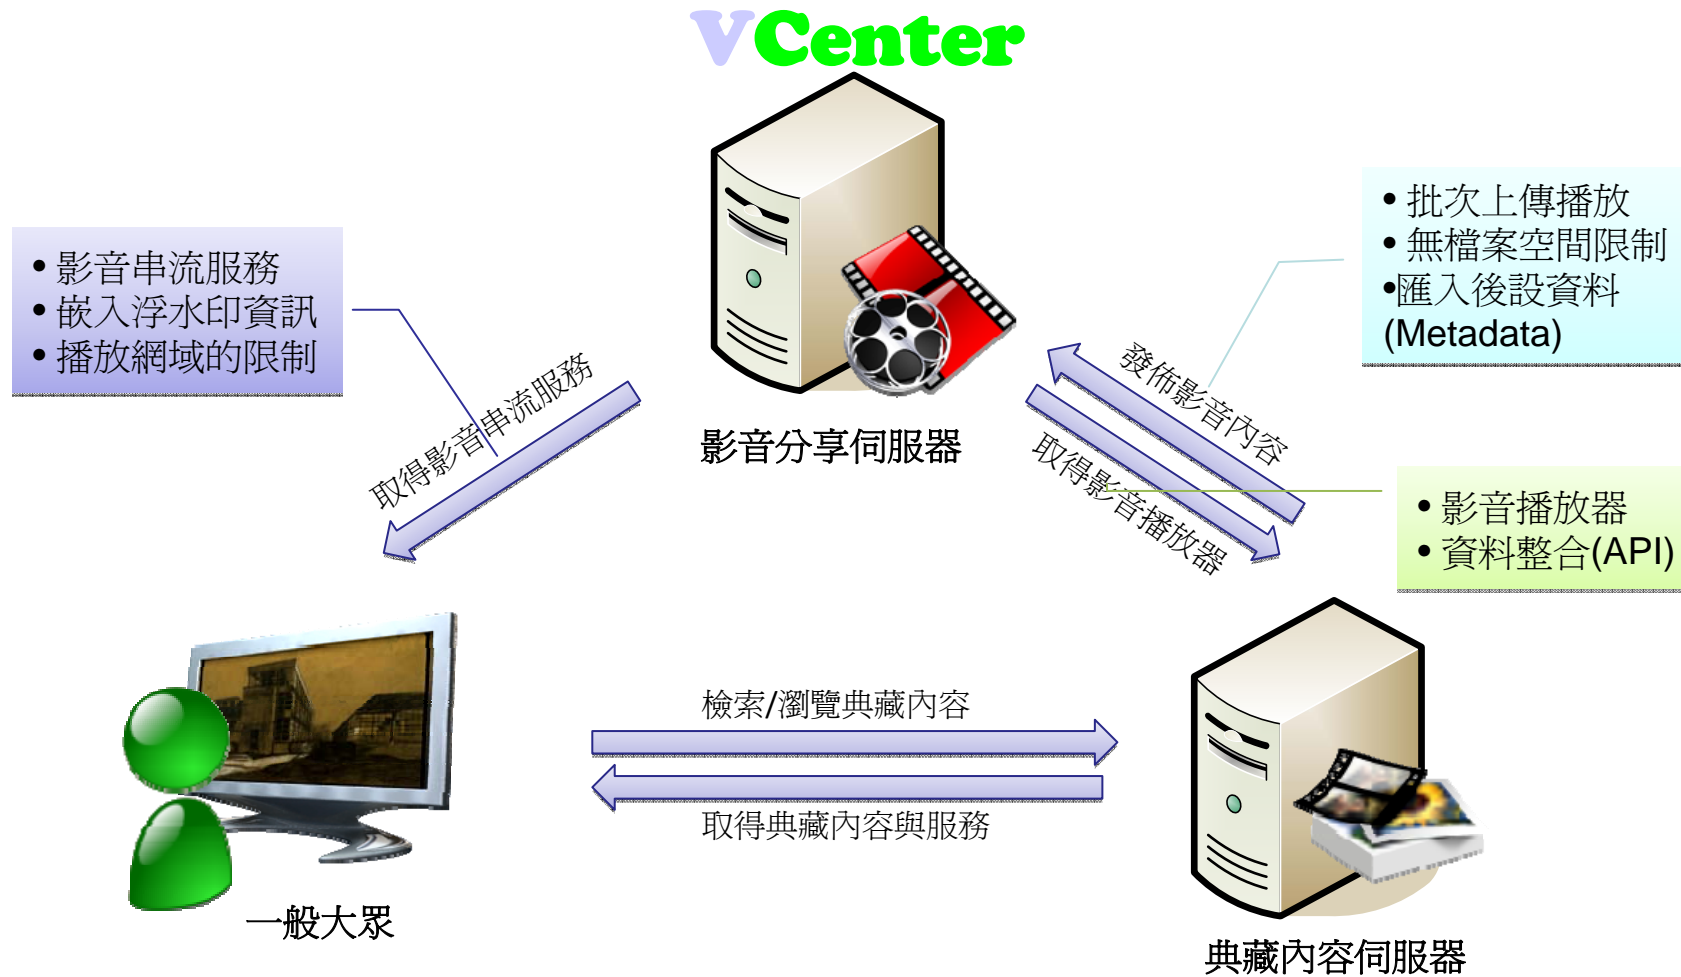 VCenter
• 影音串流服務
• 嵌入浮水印資訊
• 播放網域的限制
• 批次上傳播放
• 無檔案空間限制
•匯入後設資料
(Metadata)
取得影音串流服務
影音分享伺服器
發佈影音內容
取得影音播放器
• 影音播放器
• 資料整合(API)
檢索/瀏覽典藏內容
取得典藏內容與服務
一般大眾
典藏內容伺服器